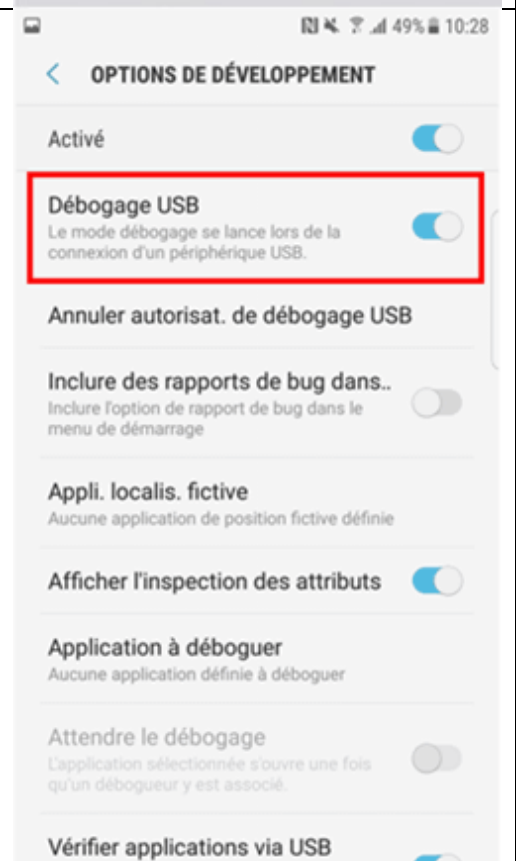 49% 10:28
OPTIONS DE DÉVELOPPEMENT
Activé
Débogage USB
Le mode débogage se lance lors de la
connexion d'un périphérique USB.
Annuler autorisat. de débogage USB
Inclure des rapports de bug dans..
Inclure l'option de rapport de bug dans le
menu de démarrage
Appli. localis. fictive
Aucune application de position fictive définie
Afficher l'inspection des attributs
Application à déboguer
Aucune application définie à déboguer
Attendre le débogage
L'application sélectionnée s'ouvre une fois
qu'un débogueur y est associé.
Vérifier applications via USB